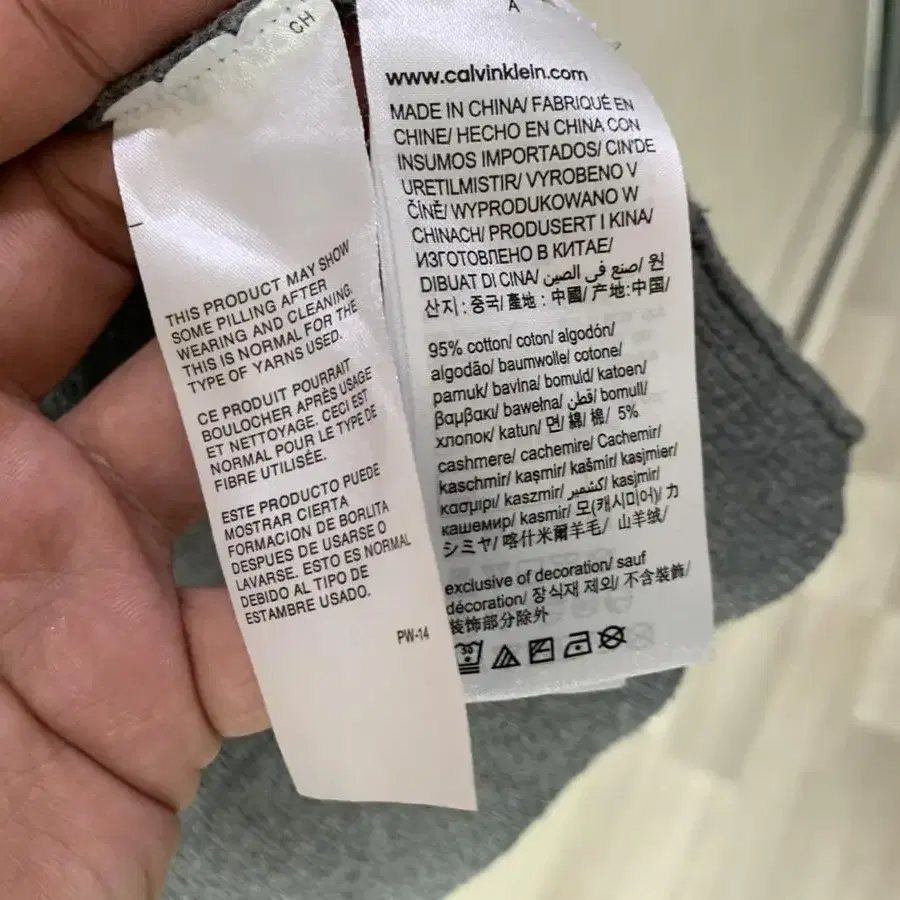 CH
THIS PRODUCT MAY SHOW
SOME PILLING AFTER
WEARING AND CLEANING.
THIS IS NORMAL FOR THE
TYPE OF YARNS USED.
CE PRODUIT POURRAIT
BOULOCHER APRÈS USAGE
ET NETTOYAGE. CECI EST
NORMAL POUR LE TYPE DE
FIBRE UTILISÉE.
ESTE PRODUCTO PUEDE
MOSTRAR CIERTA
FORMACION DE BORLITA
DESPUES DE USARSE O
LAVARSE. ESTO ES NORMAL
DEBIDO AL TIPO DE
ESTAMBRE USADO.
PW-14
A
www.calvinklein.com
MADE IN CHINA/ FABRIQUÉ EN
CHINE/ HECHO EN CHINA CON
INSUMOS IMPORTADOS/ CIN'DE
URETILMISTIR/ VYROBENO V
ČÍNĚ/ WYPRODUKOWANO W
CHINACH/ PRODUSERT I KINA/
ИЗГОТОВЛЕНО В КИТАЕ/
DIBUAT DI CINA/ صنع في الصين/ 원
산지 : 중국/ 產地 : 中國/ 产地:中国/
95% cotton/ coton/ algodón/
algodão/ baumwolle/ cotone/
pamuk/ bavlna/ bomuld/ katoen/
βαμβακι/ bawełna/ قطن/ bomull/
хлопок/ katun/ 면/ 綿/ 棉/ 5%
cashmere/ cachemire/ Cachemir/
kaschmir/ kaşmir/ kašmír/ kasjmier/
κασμιρι/ kaszmir/ كشمير/ kasjmir/
кашемир/ kasmir/ 모(캐시미어)/ カ
シミヤ/ 喀什米爾羊毛/ 山羊绒/
exclusive of decoration/ sauf
décoration/ 장식재 제외/ 不含裝飾/
装饰部分除外
30